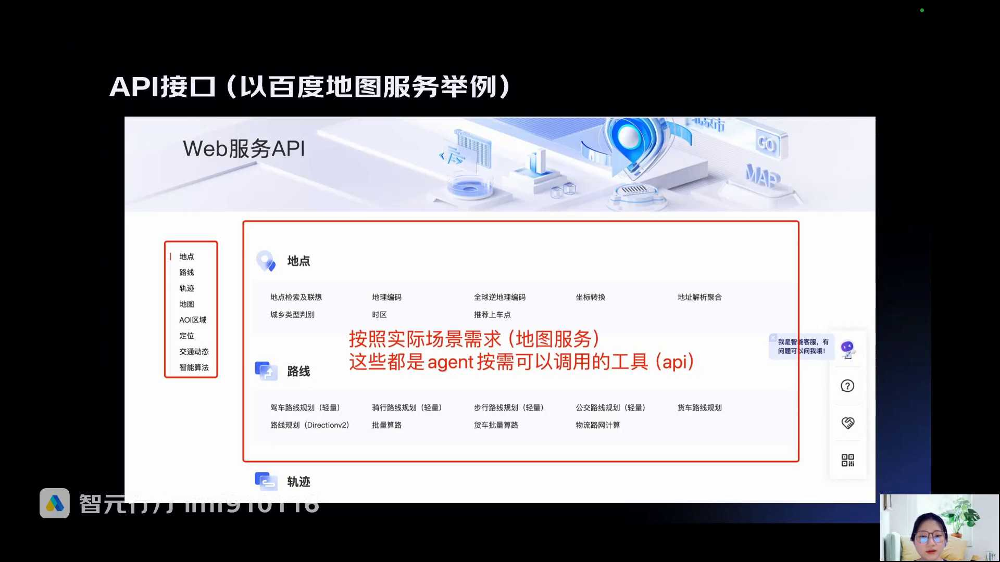 API接口（以百度地图服务举例）
Web服务API
GO
MAP
地点
路线
轨迹
地图
AOI区域
定位
交通动态
智能算法
地点
地点检索及联想 地理编码 全球逆地理编码 坐标转换 地址解析聚合
城乡类型判别 时区 推荐上车点
按照实际场景需求（地图服务）
这些都是agent按需可以调用的工具（api）
我是智能客服，有
问题可以问我哦！
路线
驾车路线规划（轻量） 骑行路线规划（轻量） 步行路线规划（轻量） 公交路线规划（轻量） 货车路线规划
路线规划（Directionv2） 批量算路 货车批量算路 物流路网计算
轨迹
智元